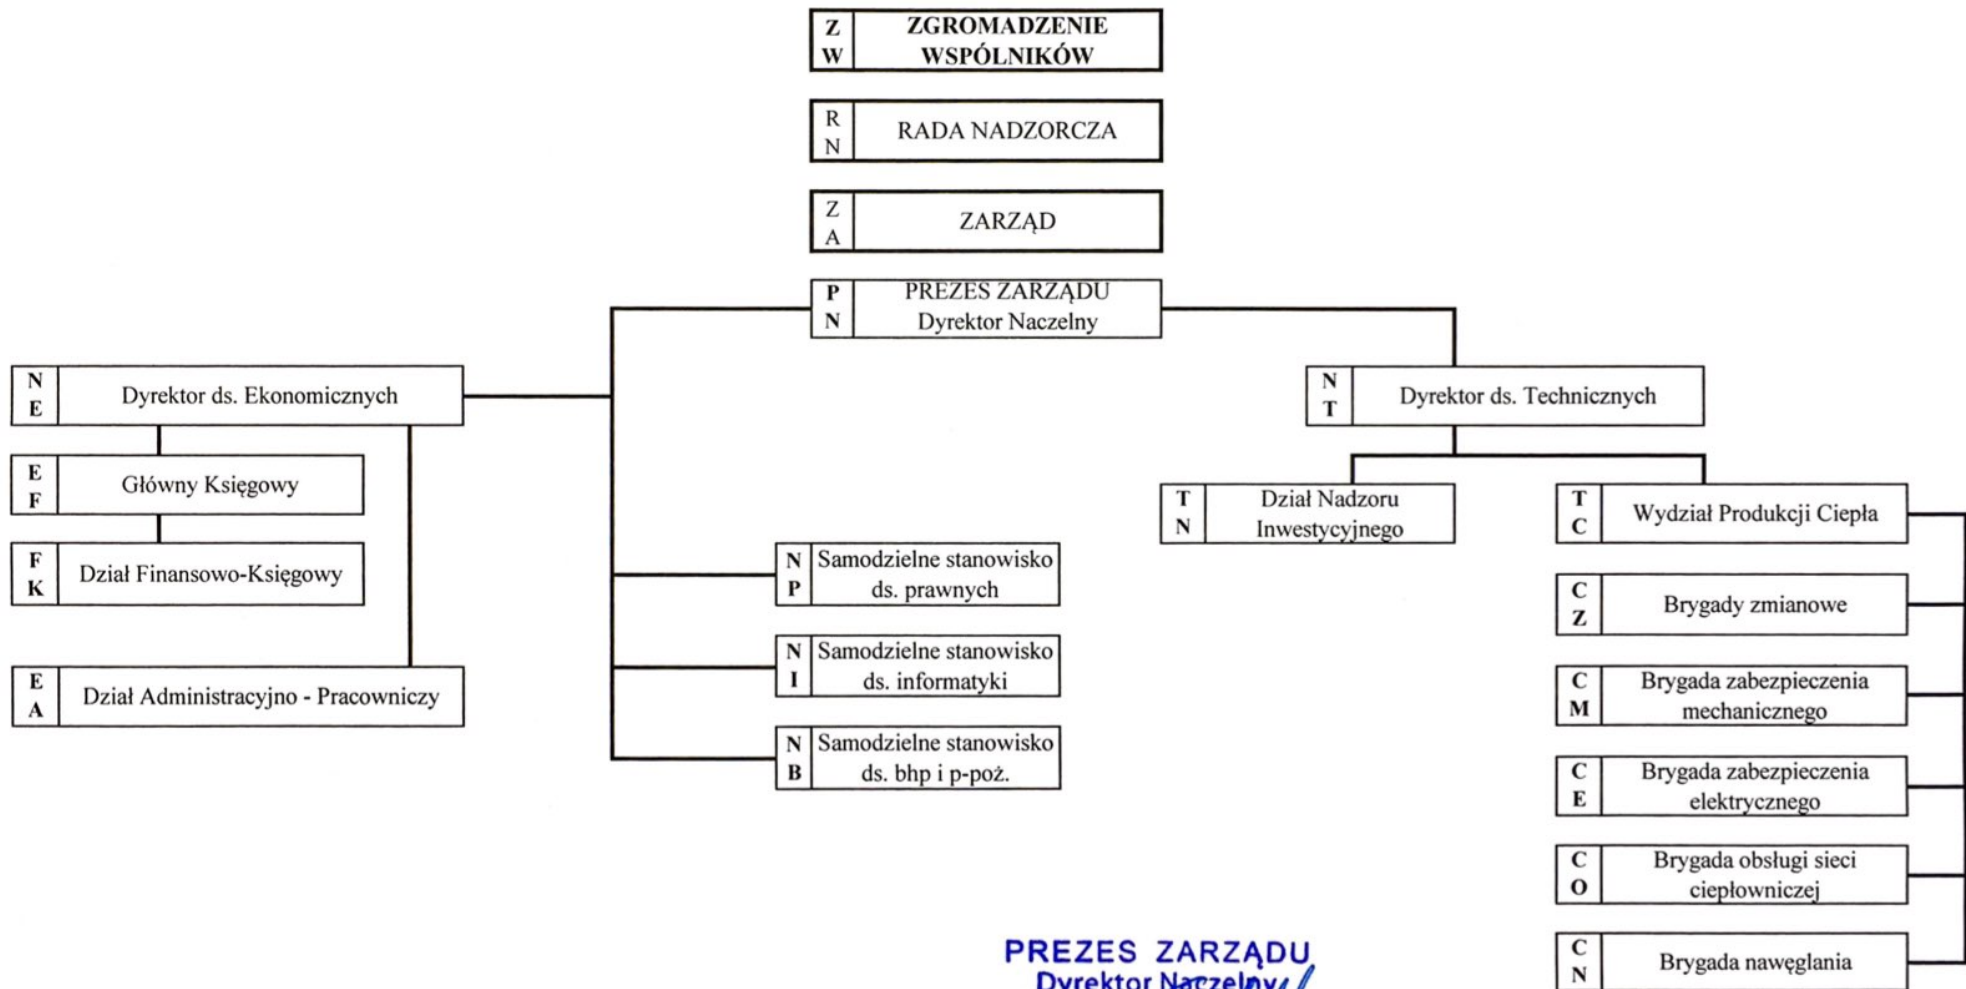 Z
W
ZGROMADZENIE
WSPÓLNIKÓW
R
N
RADA NADZORCZA
Z
A
ZARZĄD
P
N
PREZES ZARZĄDU
Dyrektor Naczelny
N
E
Dyrektor ds. Ekonomicznych
N
T
Dyrektor ds. Technicznych
E
F
Główny Księgowy
T
N
Dział Nadzoru
Inwestycyjnego
T
C
Wydział Produkcji Ciepła
F
K
Dział Finansowo-Księgowy
N
P
Samodzielne stanowisko
ds. prawnych
C
Z
Brygady zmianowe
E
A
Dział Administracyjno - Pracowniczy
N
I
Samodzielne stanowisko
ds. informatyki
C
M
Brygada zabezpieczenia
mechanicznego
N
B
Samodzielne stanowisko
ds. bhp i p-poż.
C
E
Brygada zabezpieczenia
elektrycznego
C
O
Brygada obsługi sieci
ciepłowniczej
C
N
Brygada nawęglania
PREZES ZARZĄDU
Dyrektor Naczelny